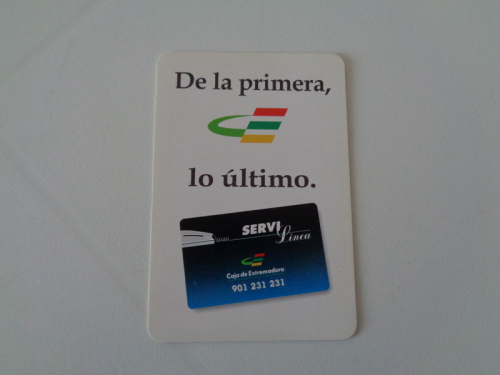 De la primera,
lo último.
SERVI
Línea
Caja de Extremadura
901 231 231